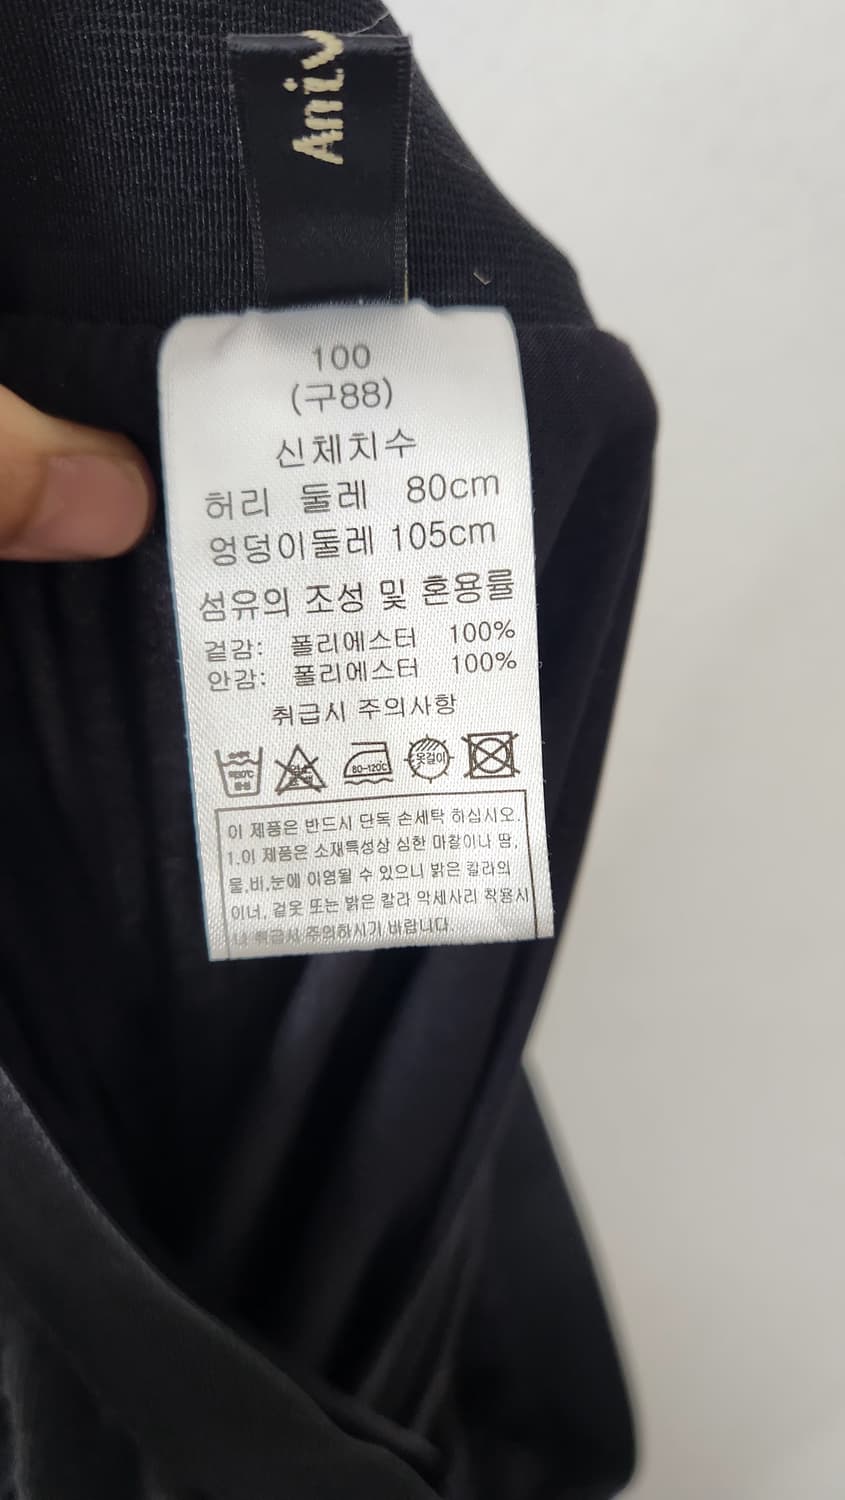 Aniv
100
(구88)
신체치수
허리 둘레 80cm
엉덩이둘레 105cm
섬유의 조성 및 혼용률
겉감: 폴리에스터 100%
안감: 폴리에스터 100%
취급시 주의사항
80~120℃ 옷걸이
이 제품은 반드시 단독 손세탁 하십시오.
1.이 제품은 소재특성상 심한 마찰이나 땀,
물,비,눈에 이염될 수 있으니 밝은 칼라의
이너, 겉옷 또는 밝은 칼라 악세사리 착용시
나 취급시 주의하시기 바랍니다.